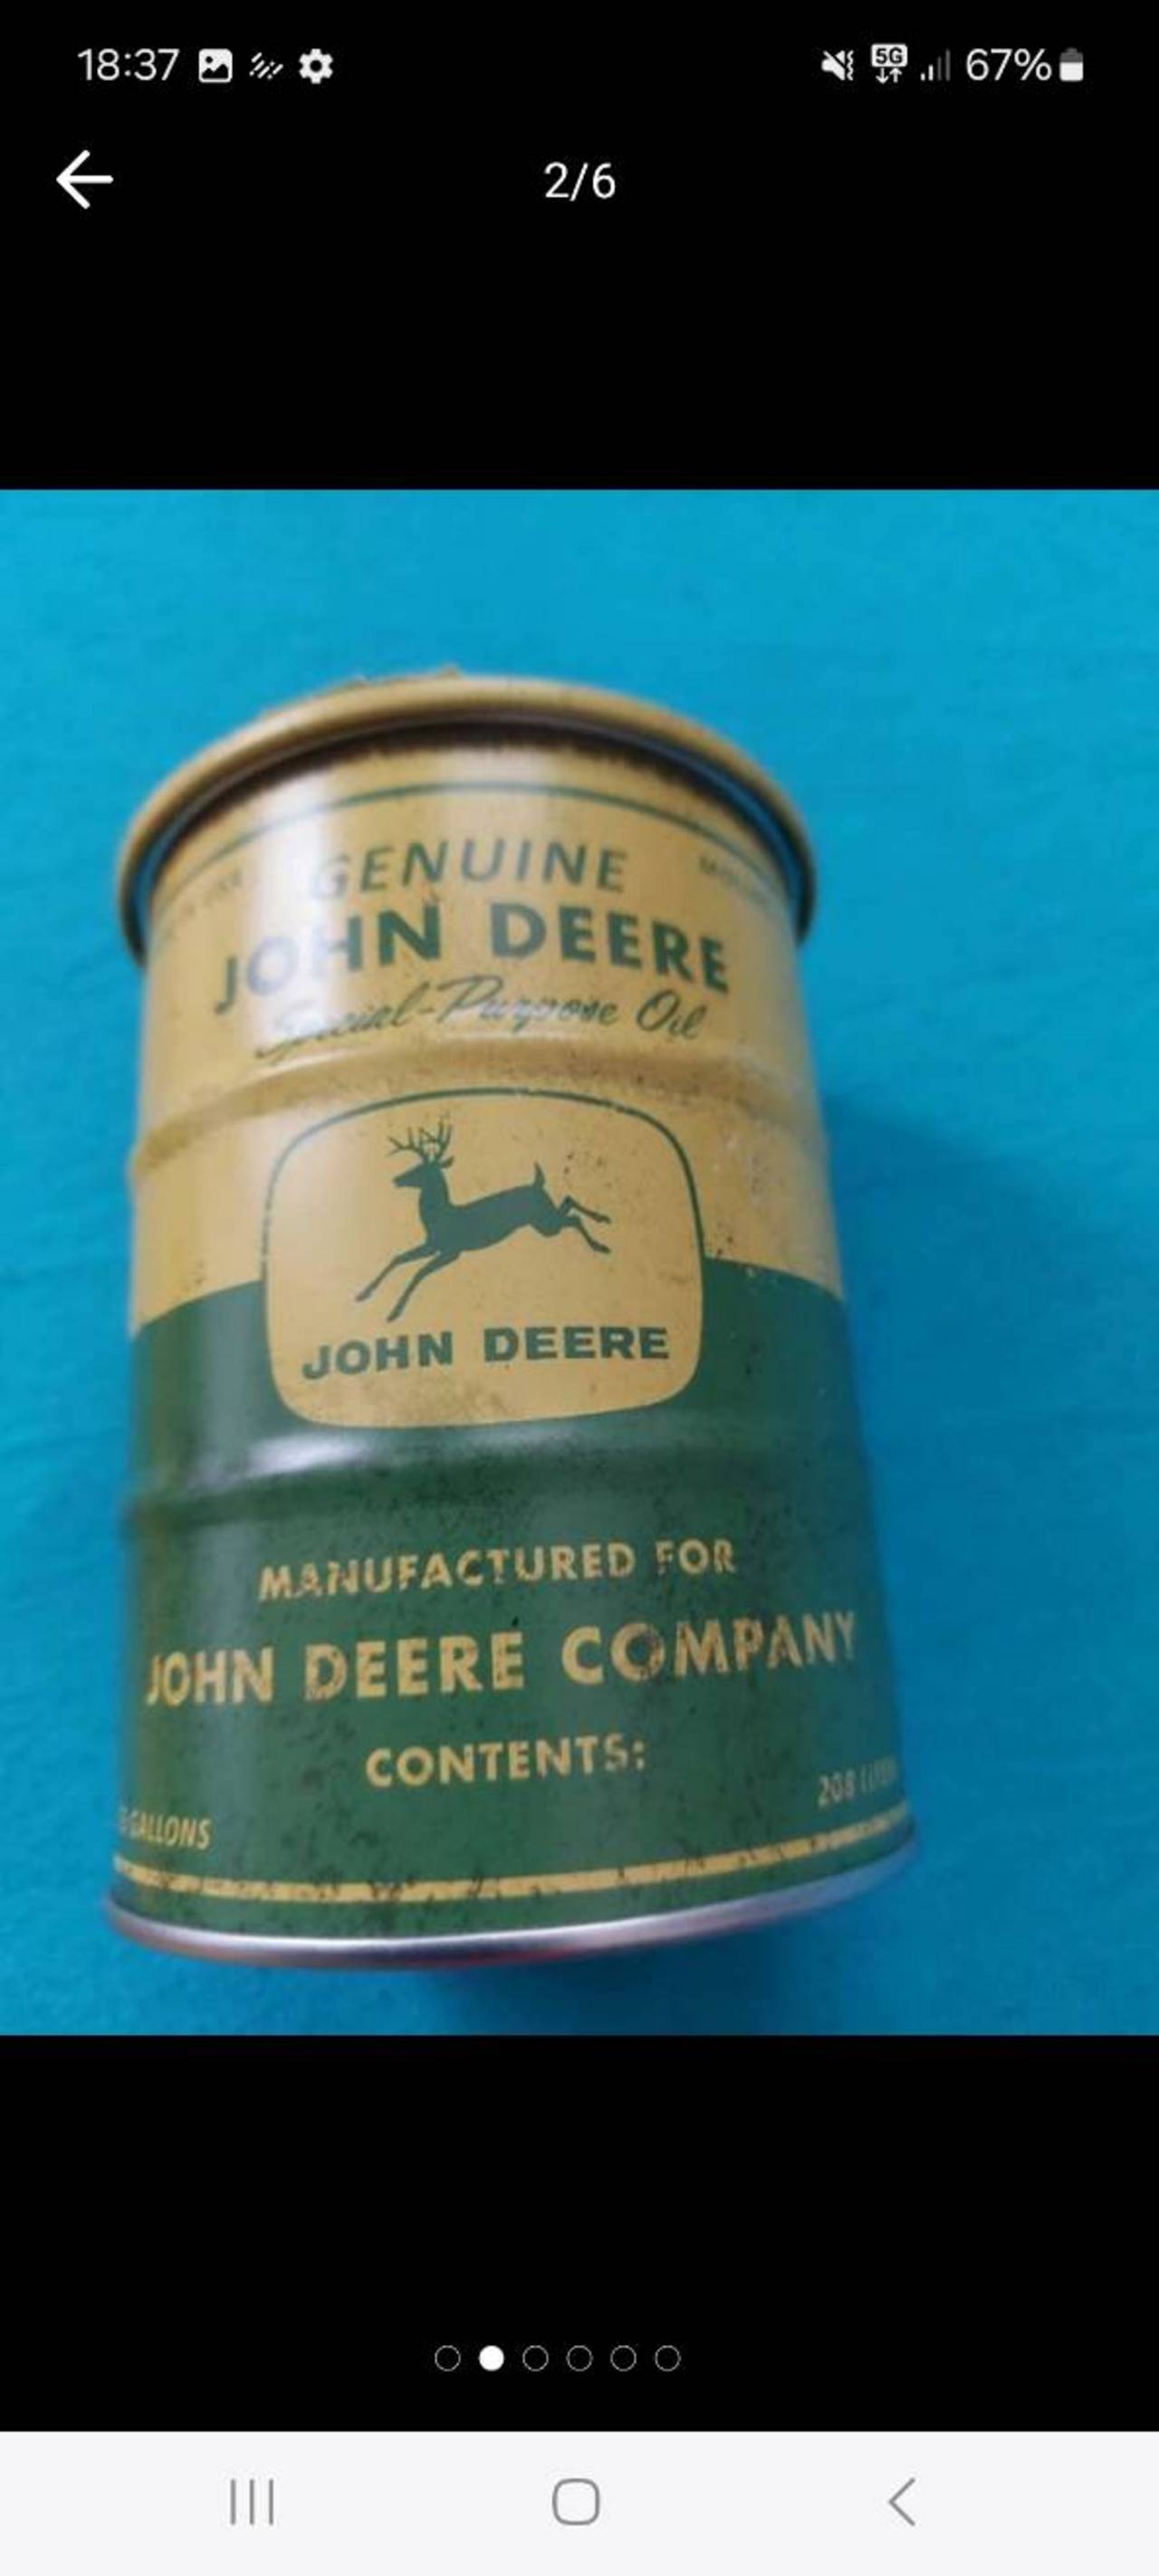 18:37
5G
67%
2/6
GENUINE
JOHN DEERE
Special-Purpose Oil
JOHN DEERE
MANUFACTURED FOR
JOHN DEERE COMPANY
CONTENTS:
GALLONS
208